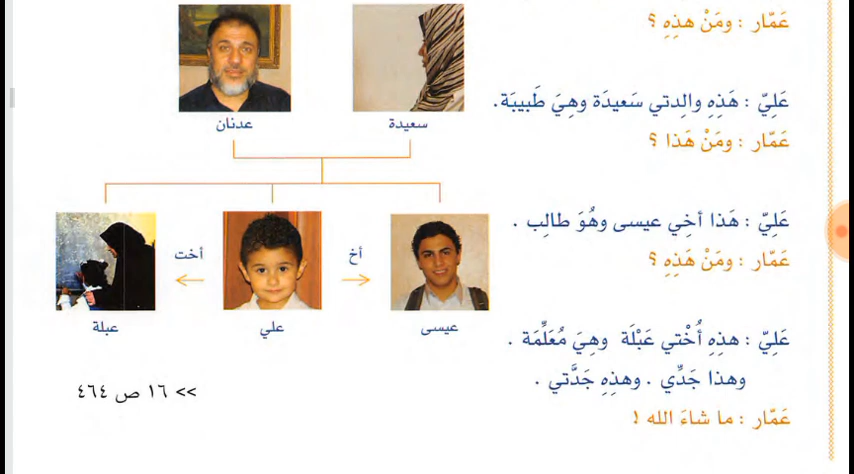 عَمّار : ومَنْ هذِهِ ؟
عَلِيّ : هَذِهِ والِدتي سَعيدَة وهِيَ طَبيبَة.
عَمّار : ومَنْ هَذا ؟
عَلِيّ : هَذا أخِي عيسى وهُوَ طالِب .
عَمّار : ومَنْ هَذِهِ ؟
عَلِيّ : هذِهِ أُخْتي عَبْلَة وهِيَ مُعَلِّمَة .
وهذا جَدِّي . وهذِهِ جَدَّتي .
عَمّار : ما شاءَ الله !
سعيدة
عدنان
أخ
أخت
عيسى
علي
عبلة
>> ١٦ ص ٤٦٤